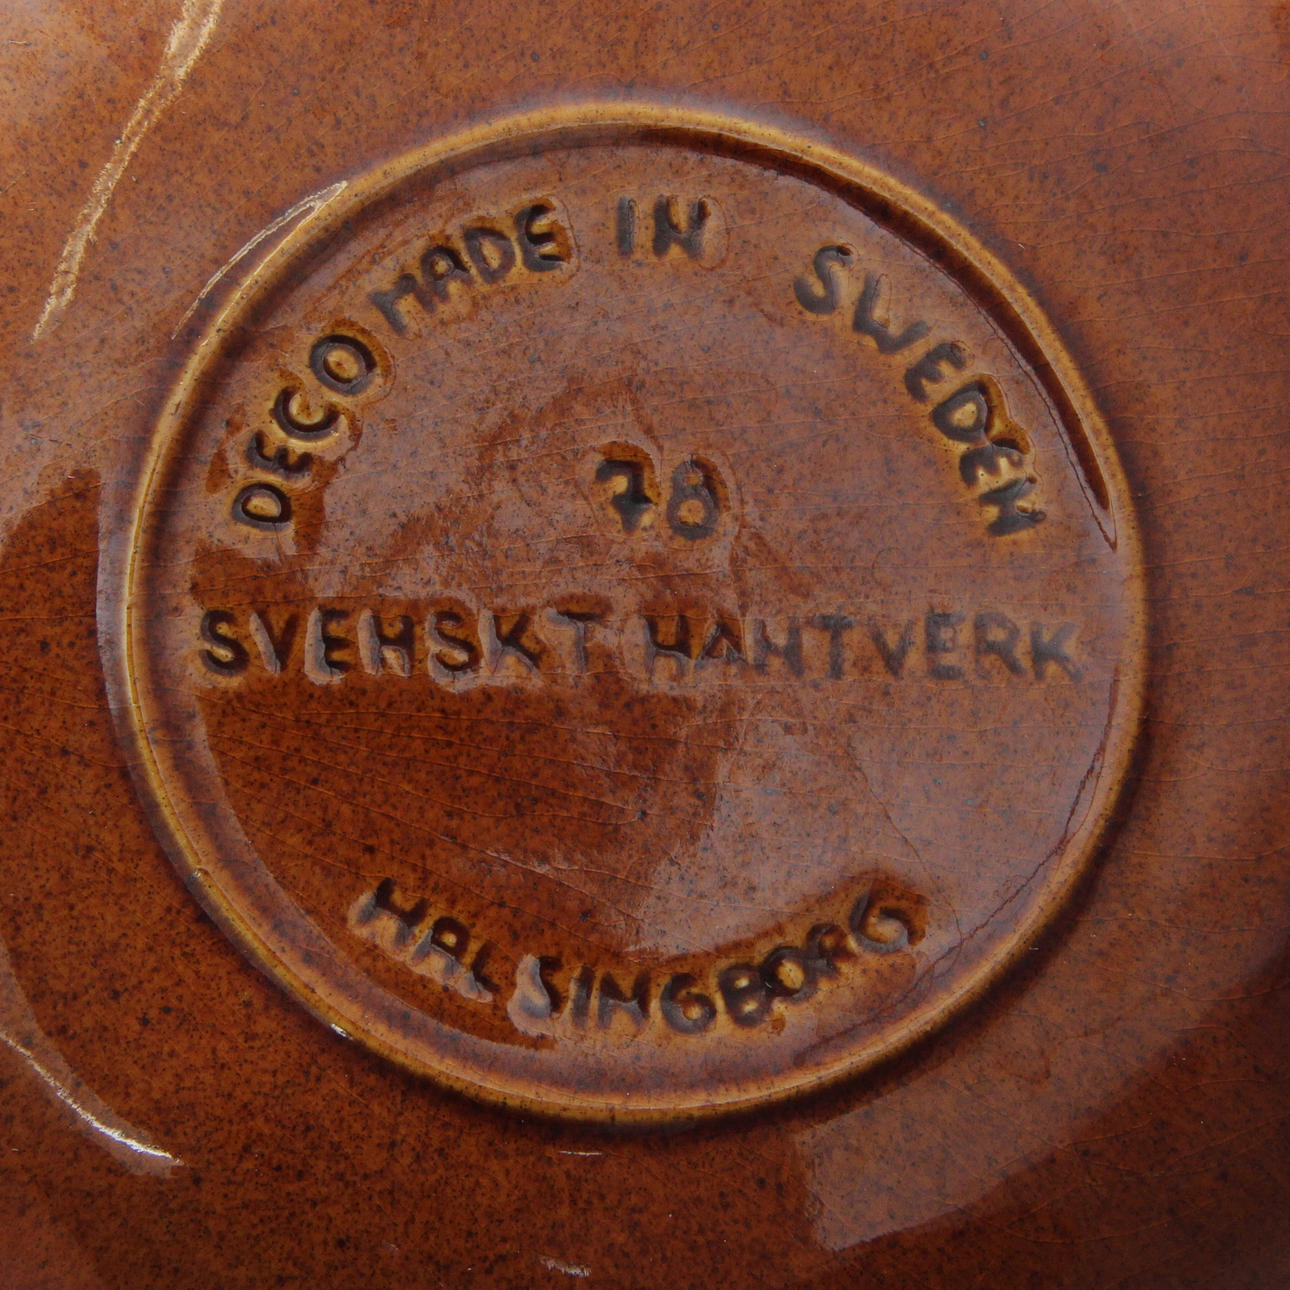 DECO MADE IN SWEDEN
78
SVENSKT HANTVERK
HALSINGBORG